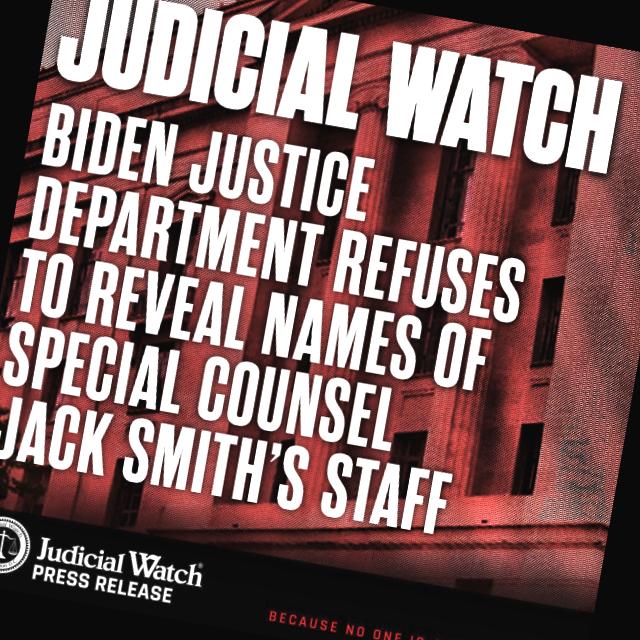 JUDICIAL WATCH
BIDEN JUSTICE
DEPARTMENT REFUSES
TO REVEAL NAMES OF
SPECIAL COUNSEL
JACK SMITH'S STAFF
Judicial Watch®
PRESS RELEASE
BECAUSE NO ONE IS